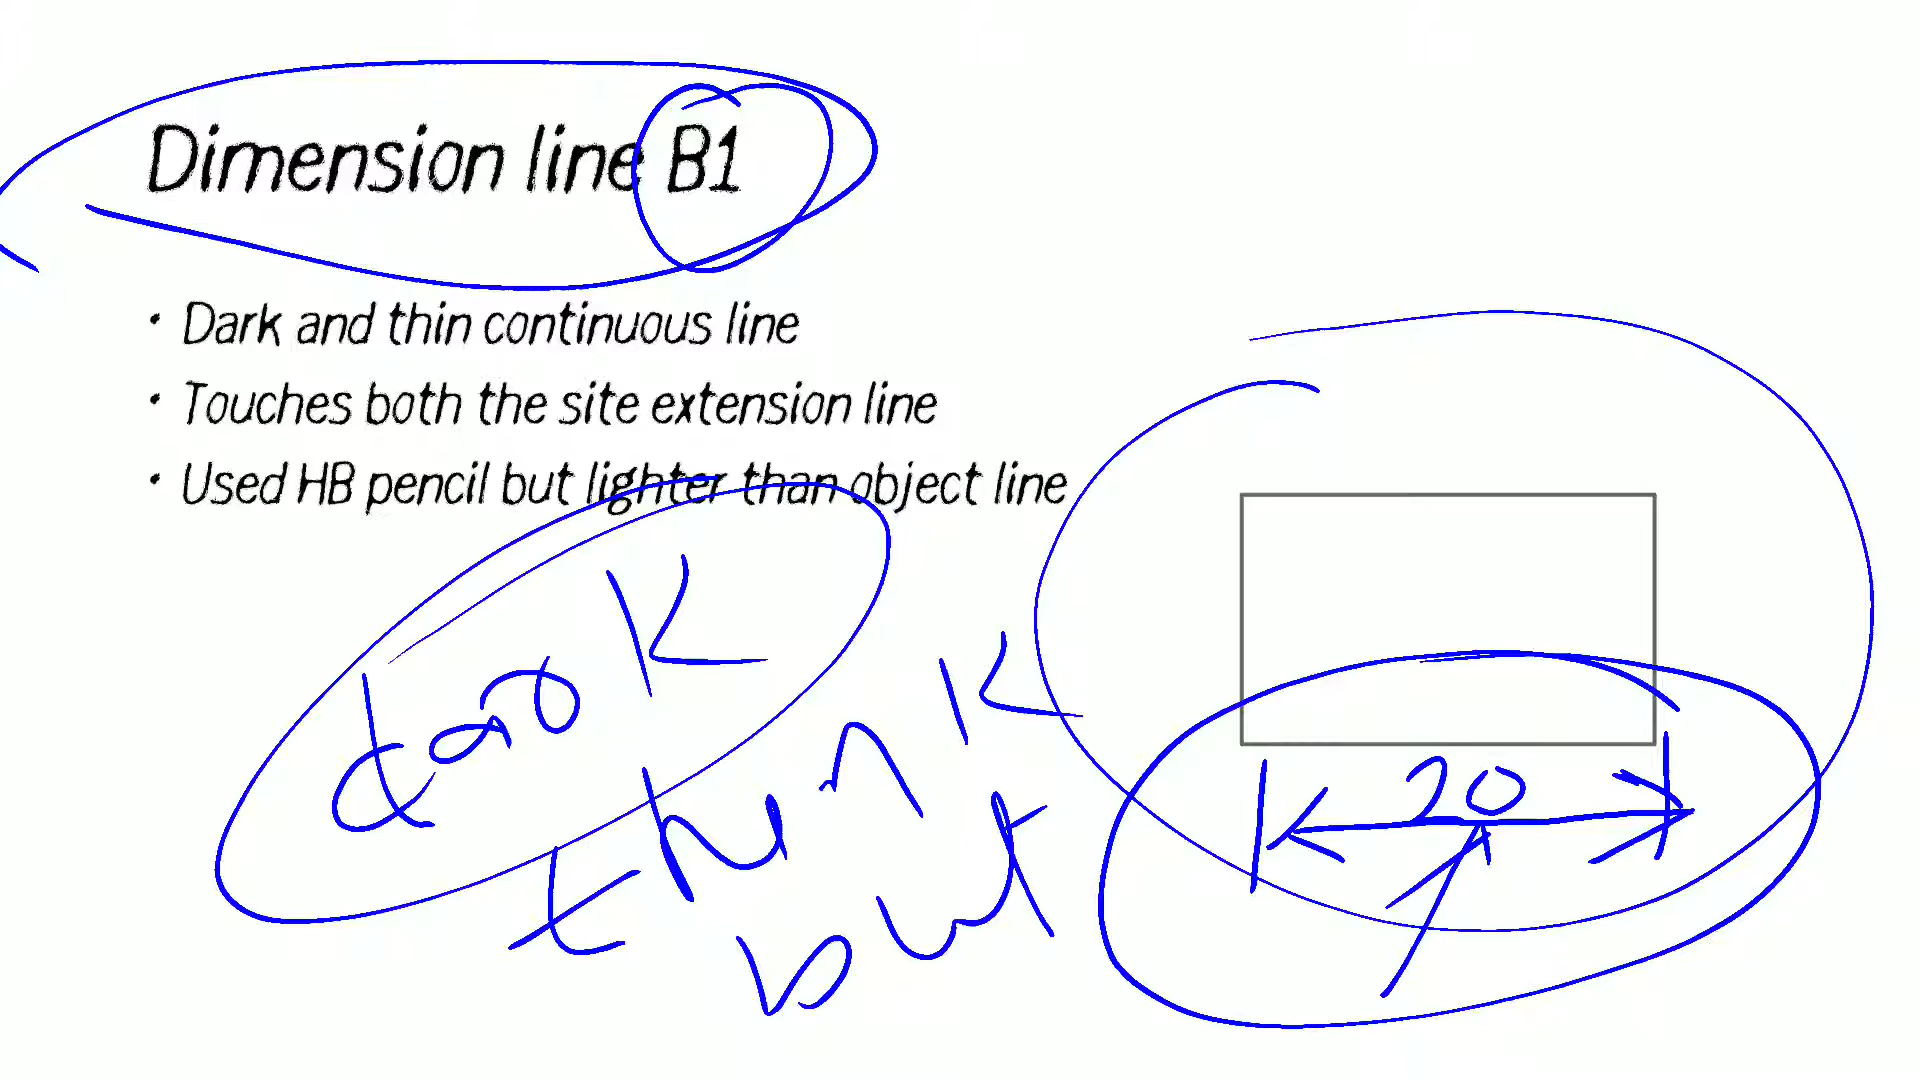 Dimension line B1
• Dark and thin continuous line
• Touches both the site extension line
• Used HB pencil but lighter than object line
dark
think
but
20